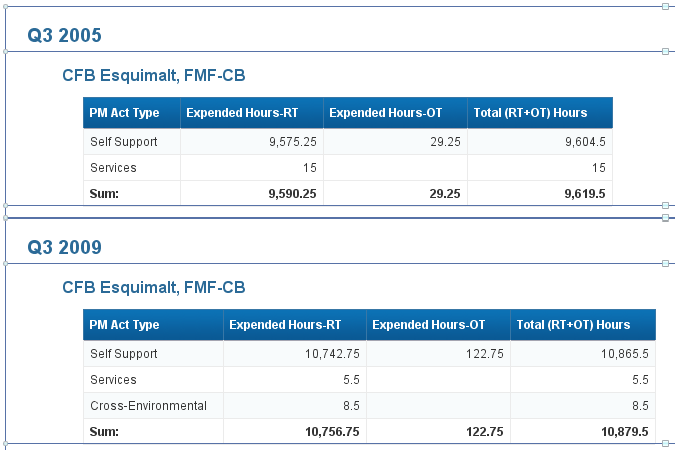 Q3 2005
CFB Esquimalt, FMF-CB
PM Act Type Expended Hours-RT Expended Hours-OT Total (RT+OT) Hours
Self Support 9,575.25 29.25 9,604.5
Services 15 15
Sum: 9,590.25 29.25 9,619.5
Q3 2009
CFB Esquimalt, FMF-CB
PM Act Type Expended Hours-RT Expended Hours-OT Total (RT+OT) Hours
Self Support 10,742.75 122.75 10,865.5
Services 5.5 5.5
Cross-Environmental 8.5 8.5
Sum: 10,756.75 122.75 10,879.5